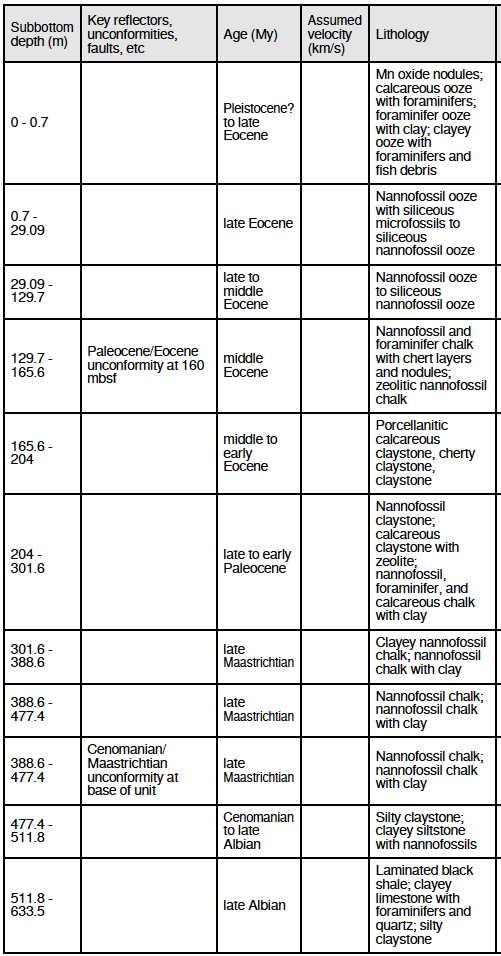 Subbottom
depth (m)
Key reflectors,
unconformities,
faults, etc
Age (My)
Assumed
velocity
(km/s)
Lithology
0 - 0.7
Pleistocene?
to late
Eocene
Mn oxide nodules;
calcareous ooze
with foraminifers;
foraminifer ooze
with clay; clayey
ooze with
foraminifers and
fish debris
0.7 -
29.09
late Eocene
Nannofossil ooze
with siliceous
microfossils to
siliceous
nannofossil ooze
29.09 -
129.7
late to
middle
Eocene
Nannofossil ooze
to siliceous
nannofossil ooze
129.7 -
165.6
Paleocene/Eocene
unconformity at 160
mbsf
middle
Eocene
Nannofossil and
foraminifer chalk
with chert layers
and nodules;
zeolitic nannofossil
chalk
165.6 -
204
middle to
early
Eocene
Porcellanitic
calcareous
claystone, cherty
claystone,
claystone
204 -
301.6
late to early
Paleocene
Nannofossil
claystone;
calcareous
claystone with
zeolite;
nannofossil,
foraminifer, and
calcareous chalk
with clay
301.6 -
388.6
late
Maastrichtian
Clayey nannofossil
chalk; nannofossil
chalk with clay
388.6 -
477.4
late
Maastrichtian
Nannofossil chalk;
nannofossil chalk
with clay
388.6 -
477.4
Cenomanian/
Maastrichtian
unconformity at
base of unit
late
Maastrichtian
Nannofossil chalk;
nannofossil chalk
with clay
477.4 -
511.8
Cenomanian
to late
Albian
Silty claystone;
clayey siltstone
with nannofossils
511.8 -
633.5
late Albian
Laminated black
shale; clayey
limestone with
foraminifers and
quartz; silty
claystone